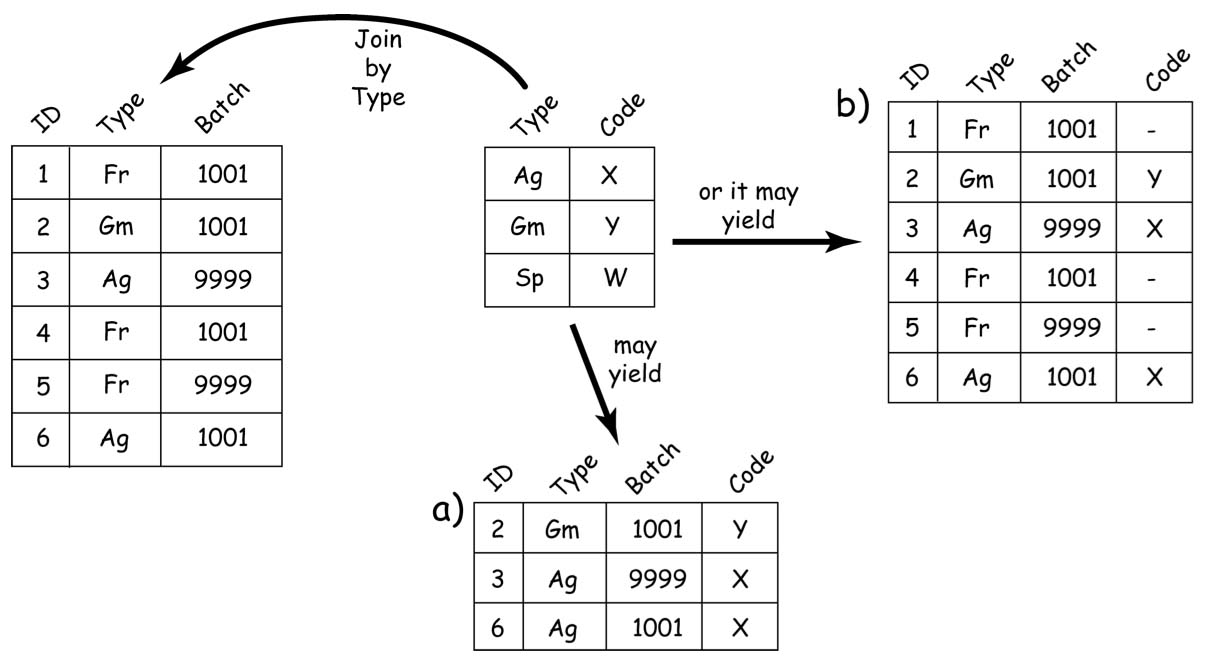 Join
by
Type
ID Type Batch
1 Fr 1001
2 Gm 1001
3 Ag 9999
4 Fr 1001
5 Fr 9999
6 Ag 1001
Type Code
Ag X
Gm Y
Sp W
or it may
yield
b)
ID Type Batch Code
1 Fr 1001 -
2 Gm 1001 Y
3 Ag 9999 X
4 Fr 1001 -
5 Fr 9999 -
6 Ag 1001 X
may
yield
a)
ID Type Batch Code
2 Gm 1001 Y
3 Ag 9999 X
6 Ag 1001 X